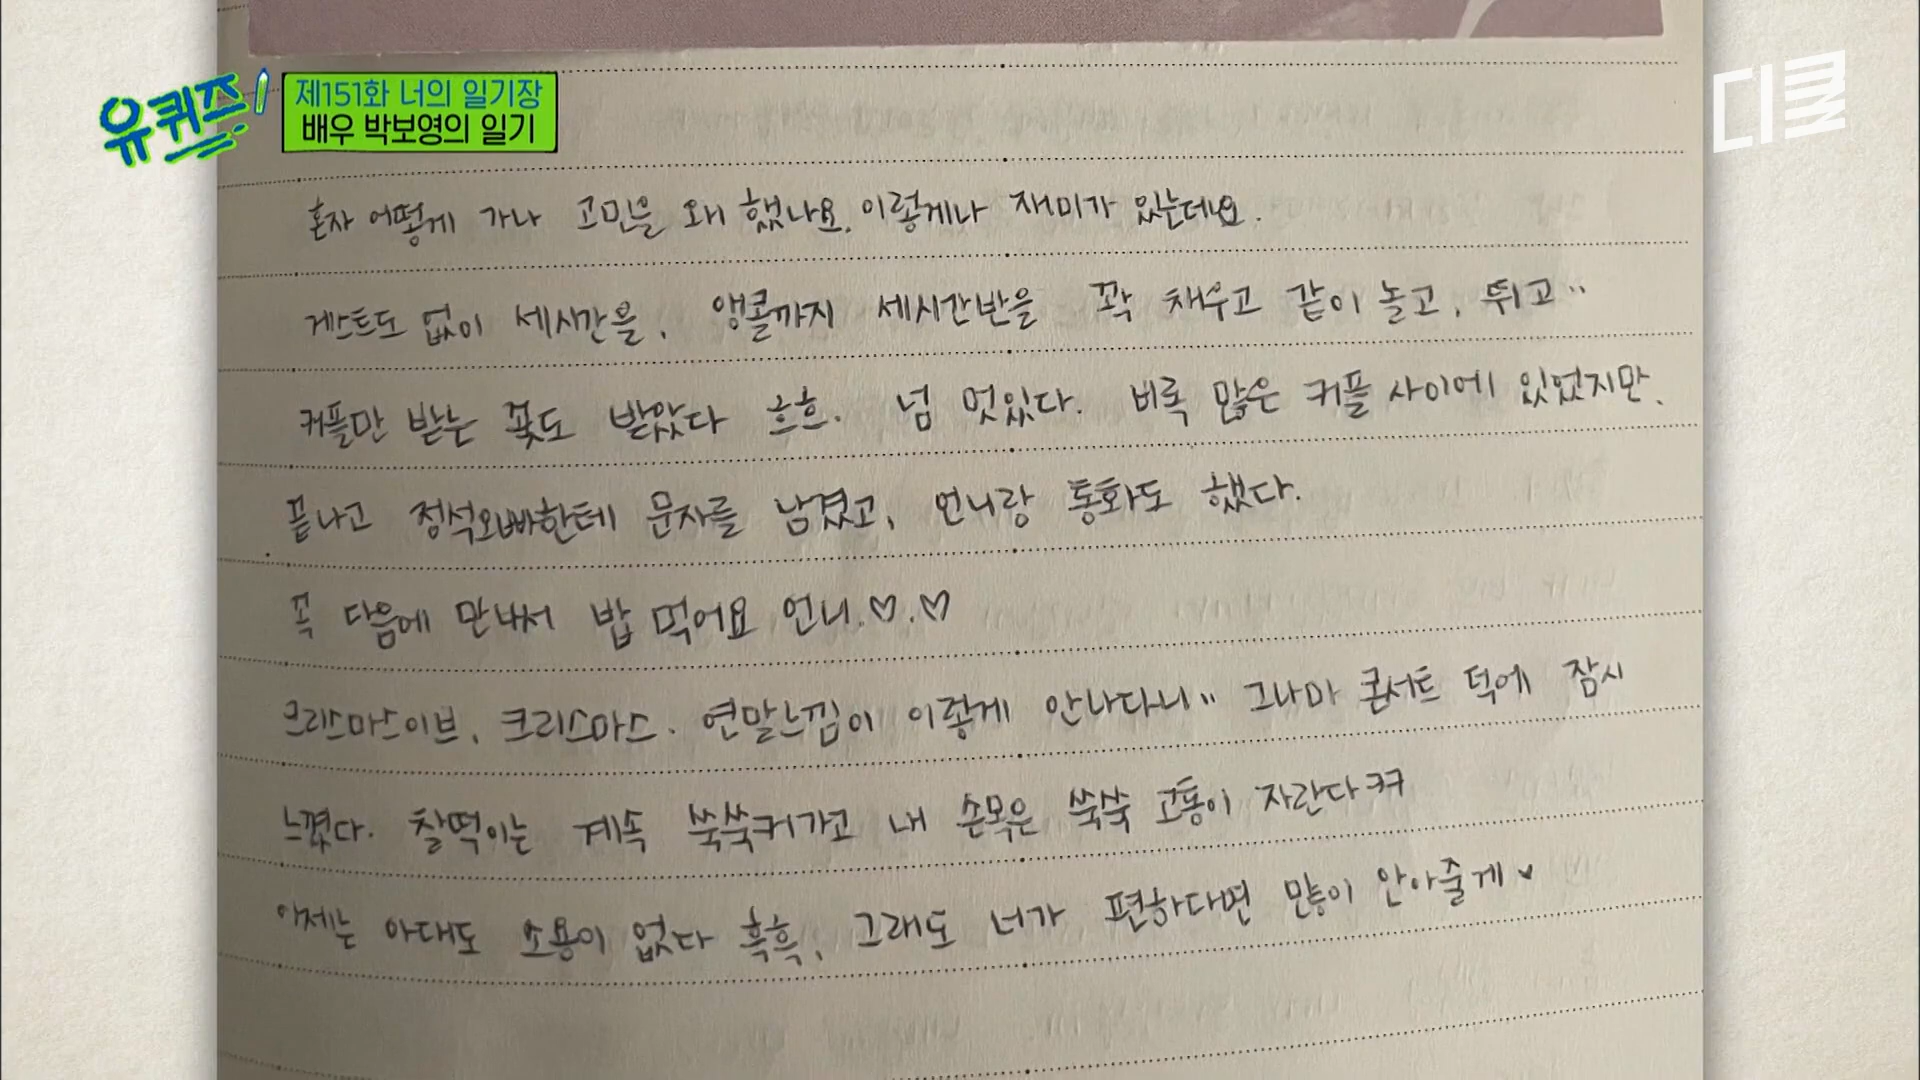 유퀴즈
제151화 너의 일기장
배우 박보영의 일기
디글
혼자 어떻게 가나 고민을 왜 했나요. 이렇게나 재미가 있는데요.
게스트도 없이 세시간을, 앵콜까지 세시간반을 꽉 채우고 같이 놀고, 뛰고..
커플만 받는 꽃도 받았다 흐흐. 넘 멋있다. 비록 많은 커플 사이에 있었지만.
끝나고 정석오빠한테 문자를 남겼고, 언니랑 통화도 했다.
꼭 다음에 만나서 밥 먹어요 언니.♡.♡
크리스마스이브, 크리스마스. 연말느낌이 이렇게 안나다니.. 그나마 콘서트 덕에 잠시
느꼈다. 찰떡이는 계속 쑥쑥커가고 내 손목은 쑥쑥 고통이 자란다ㅋㅋ
이제는 아대도 소용이 없다 흑흑, 그래도 너가 편하다면 많이 안아줄게♥